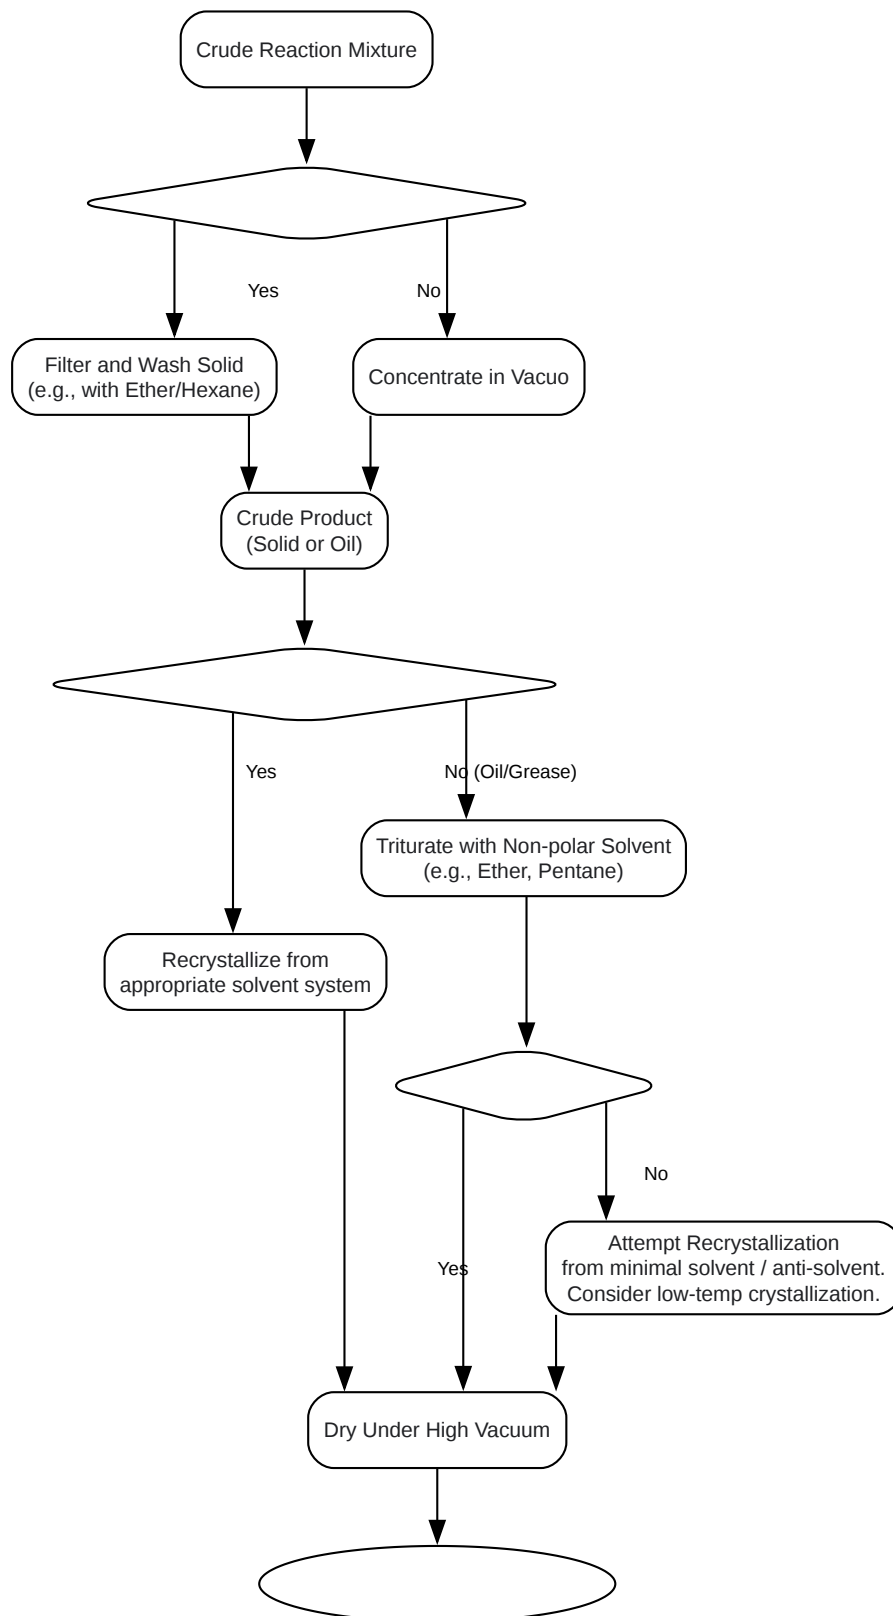 Crude Reaction Mixture
Yes
No
Filter and Wash Solid
(e.g., with Ether/Hexane)
Concentrate in Vacuo
Crude Product
(Solid or Oil)
Yes
No (Oil/Grease)
Triturate with Non-polar Solvent
(e.g., Ether, Pentane)
Recrystallize from
appropriate solvent system
No
Attempt Recrystallization
from minimal solvent / anti-solvent.
Consider low-temp crystallization.
Yes
Dry Under High Vacuum